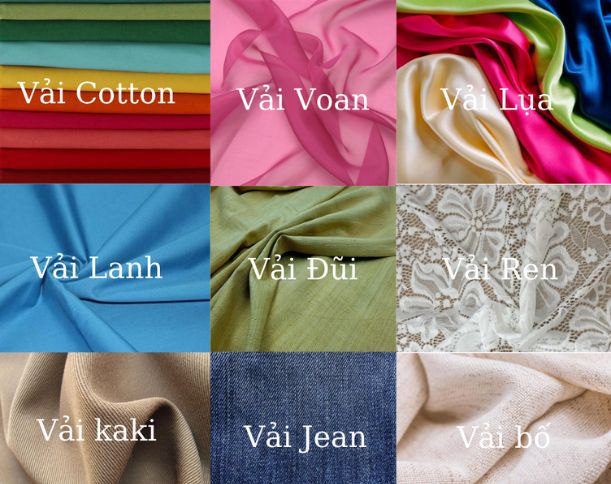 Vải Cotton
Vải Voan
Vải Lụa
Vải Lanh
Vải Đũi
Vải Ren
Vải kaki
Vải Jean
Vải bố